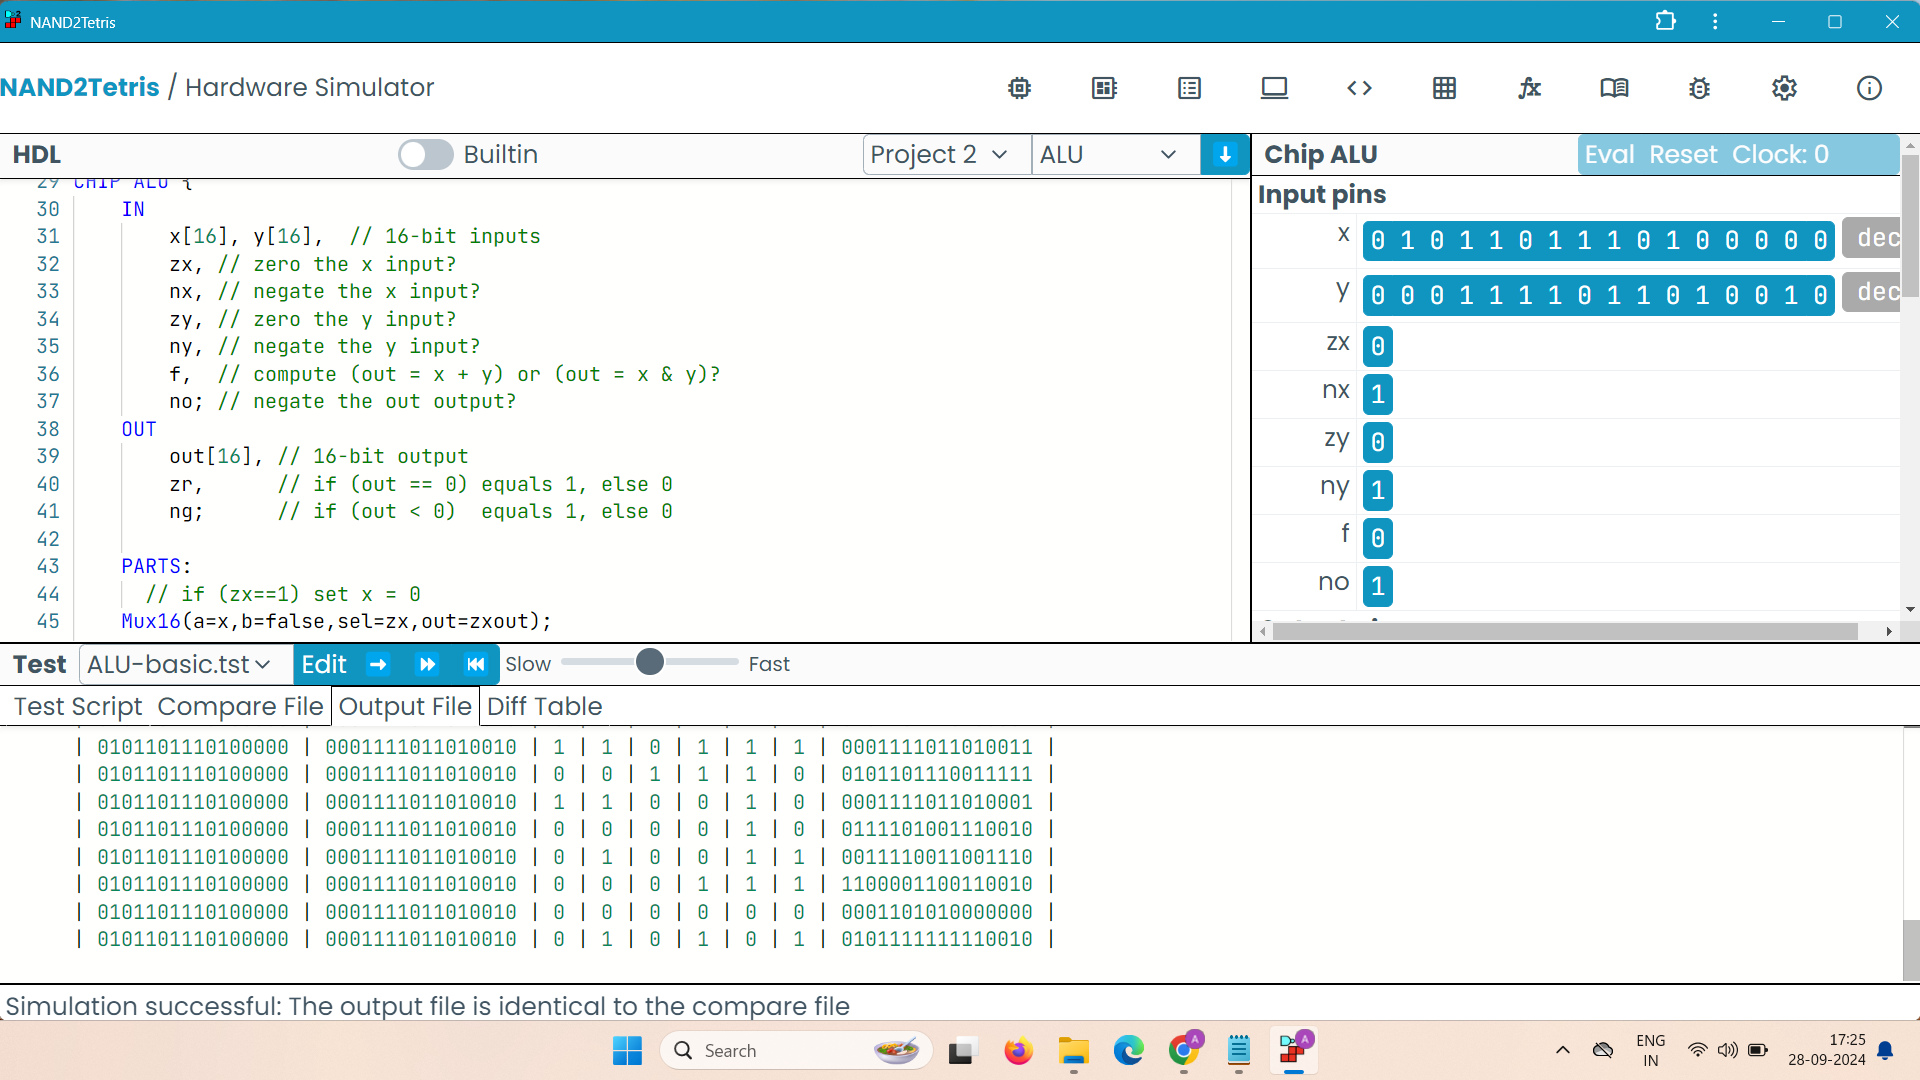 NAND2Tetris
NAND2Tetris / Hardware Simulator
HDL Builtin Project 2 ALU
29 CHIP ALU {
30 IN
31 x[16], y[16],  // 16-bit inputs
32 zx, // zero the x input?
33 nx, // negate the x input?
34 zy, // zero the y input?
35 ny, // negate the y input?
36 f,  // compute (out = x + y) or (out = x & y)?
37 no; // negate the out output?
38 OUT
39 out[16], // 16-bit output
40 zr,      // if (out == 0) equals 1, else 0
41 ng;      // if (out < 0)  equals 1, else 0
42
43 PARTS:
44 // if (zx==1) set x = 0
45 Mux16(a=x,b=false,sel=zx,out=zxout);
Chip ALU Eval Reset Clock: 0
Input pins
x 0 1 0 1 1 0 1 1 1 0 1 0 0 0 0 0 dec
y 0 0 0 1 1 1 1 0 1 1 0 1 0 0 1 0 dec
zx 0
nx 1
zy 0
ny 1
f 0
no 1
Test ALU-basic.tst Edit Slow Fast
Test Script Compare File Output File Diff Table
| 0101101110100000 | 0001111011010010 | 1 | 1 | 0 | 1 | 1 | 1 | 0001111011010011 |
| 0101101110100000 | 0001111011010010 | 0 | 0 | 1 | 1 | 1 | 0 | 0101101110011111 |
| 0101101110100000 | 0001111011010010 | 1 | 1 | 0 | 0 | 1 | 0 | 0001111011010001 |
| 0101101110100000 | 0001111011010010 | 0 | 0 | 0 | 0 | 1 | 0 | 0111101001110010 |
| 0101101110100000 | 0001111011010010 | 0 | 1 | 0 | 0 | 1 | 1 | 0011110011001110 |
| 0101101110100000 | 0001111011010010 | 0 | 0 | 0 | 1 | 1 | 1 | 1100001100110010 |
| 0101101110100000 | 0001111011010010 | 0 | 0 | 0 | 0 | 0 | 0 | 0001101010000000 |
| 0101101110100000 | 0001111011010010 | 0 | 1 | 0 | 1 | 0 | 1 | 0101111111110010 |
Simulation successful: The output file is identical to the compare file
Search
ENG
IN
17:25
28-09-2024